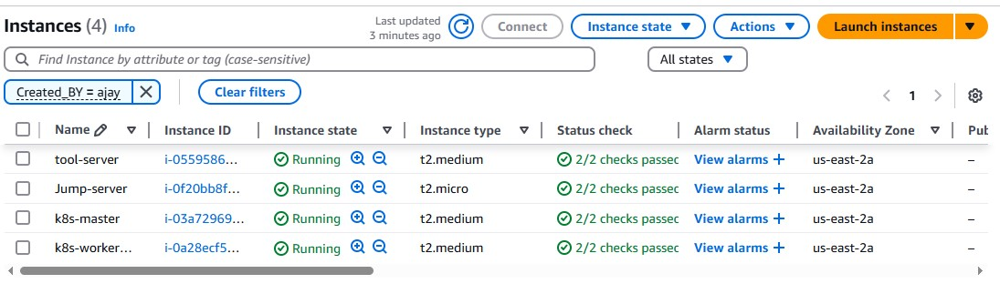 Instances (4) Info
Last updated
3 minutes ago
Connect
Instance state
Actions
Launch instances
Find Instance by attribute or tag (case-sensitive)
All states
Created_BY = ajay
Clear filters
1
Name Instance ID Instance state Instance type Status check Alarm status Availability Zone Pub
tool-server i-0559586... Running t2.medium 2/2 checks passed View alarms + us-east-2a –
Jump-server i-0f20bb8f... Running t2.micro 2/2 checks passed View alarms + us-east-2a –
k8s-master i-03a72969... Running t2.medium 2/2 checks passed View alarms + us-east-2a –
k8s-worker... i-0a28ecf5... Running t2.medium 2/2 checks passed View alarms + us-east-2a –